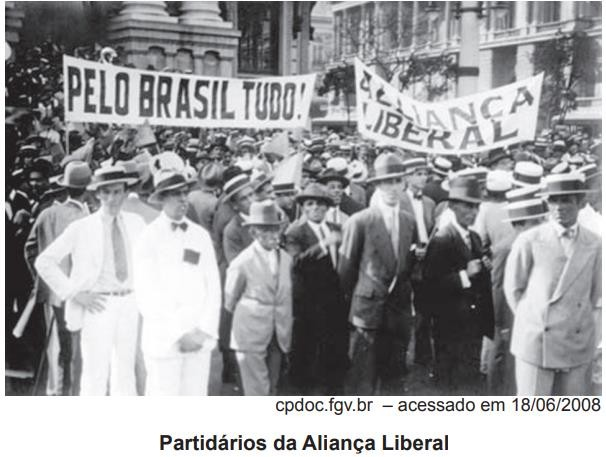 PELO BRASIL TUDO!
ALIANÇA
LIBERAL
cpdoc.fgv.br – acessado em 18/06/2008
Partidários da Aliança Liberal